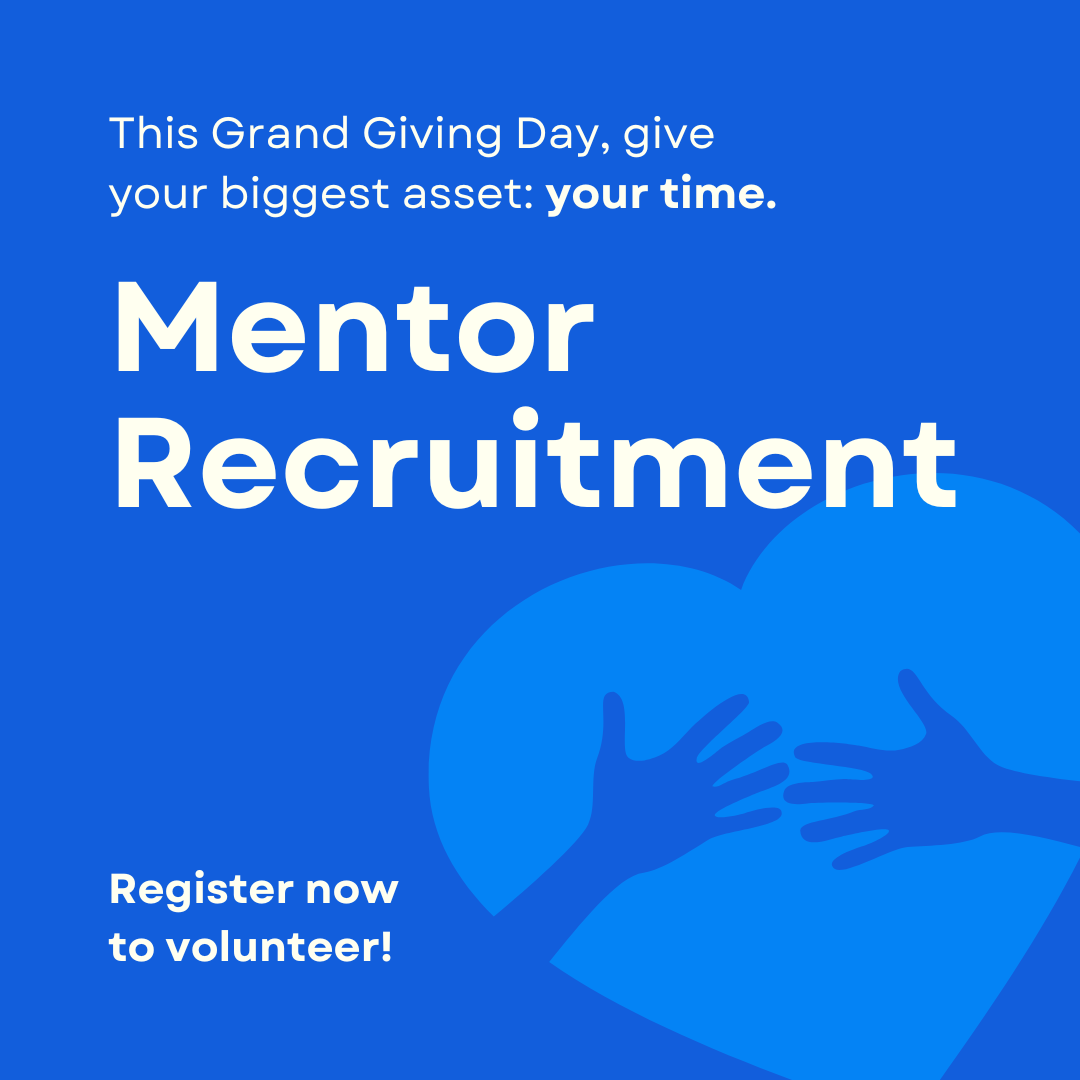 This Grand Giving Day, give
your biggest asset: your time.
Mentor
Recruitment
Register now
to volunteer!